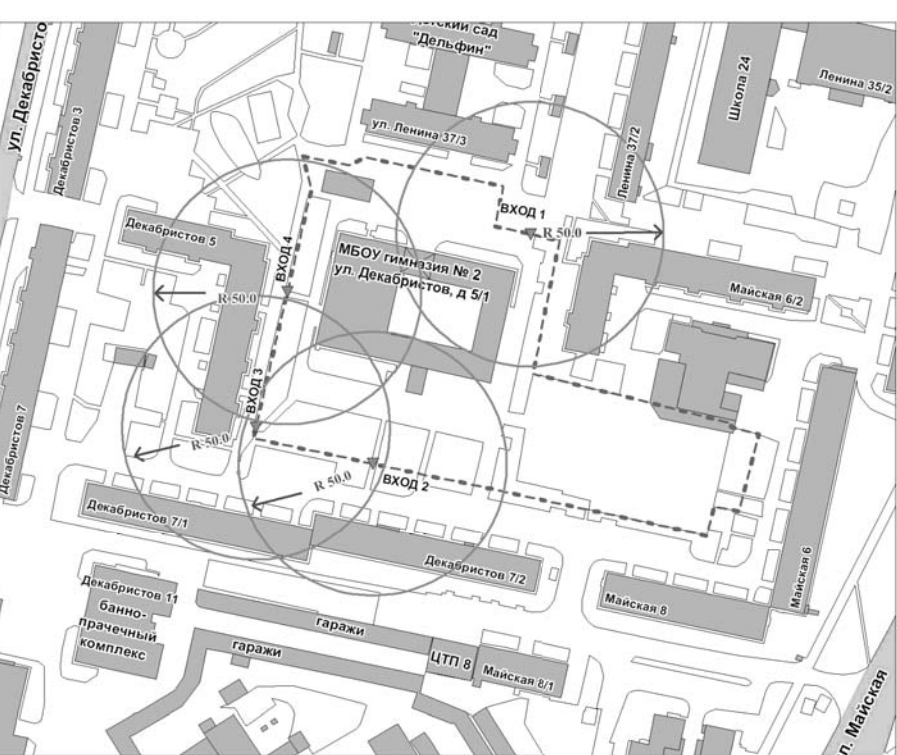 ул. Декабристо
Декабристов 3
сад
"Дельфин"
ул. Ленина 37/3
Ленина 37/2
Школа 24
Ленина 35/2
Декабристов 5
ВХОД 4
МБОУ гимназия № 2
ул. Декабристов, д 5/1
ВХОД 1
R 50.0
Майская 6/2
R 50.0
ВХОД 3
R 50.0
R 50.0
ВХОД 2
Декабристов 7
Декабристов 7/1
Декабристов 7/2
Майская 6
Майская 8
Декабристов 11
банно-
прачечный
комплекс
гаражи
гаражи
ЦТП 8
Майская 8/1
л. Майская